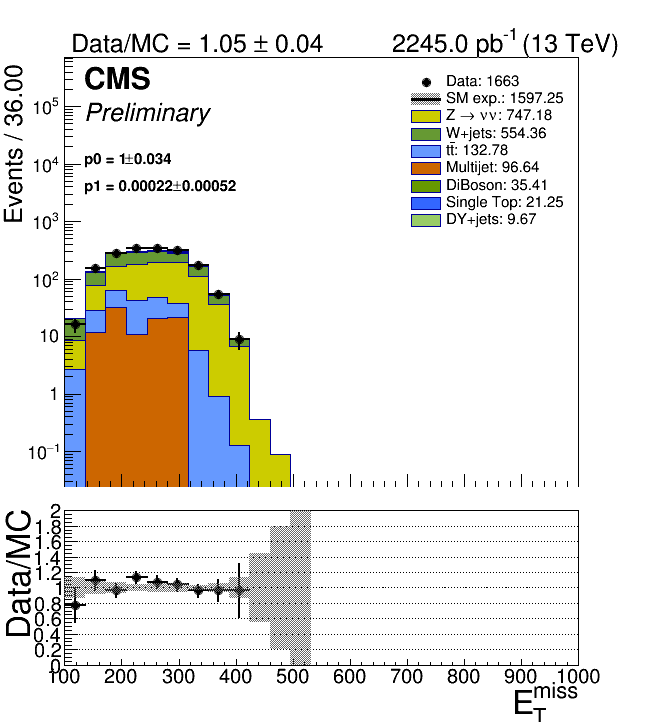 Data/MC = 1.05 ± 0.04 2245.0 pb⁻¹ (13 TeV)
CMS
Preliminary
p0 = 1±0.034
p1 = 0.00022±0.00052
Data: 1663
SM exp.: 1597.25
Z → νν: 747.18
W+jets: 554.36
tt̄: 132.78
Multijet: 96.64
DiBoson: 35.41
Single Top: 21.25
DY+jets: 9.67
Events / 36.00
10⁵
10⁴
10³
10²
10
1
10⁻¹
Data/MC
2
1.8
1.6
1.4
1.2
1
0.8
0.6
0.4
0.2
0
100 200 300 400 500 600 700 800 900 1000
E_T^miss